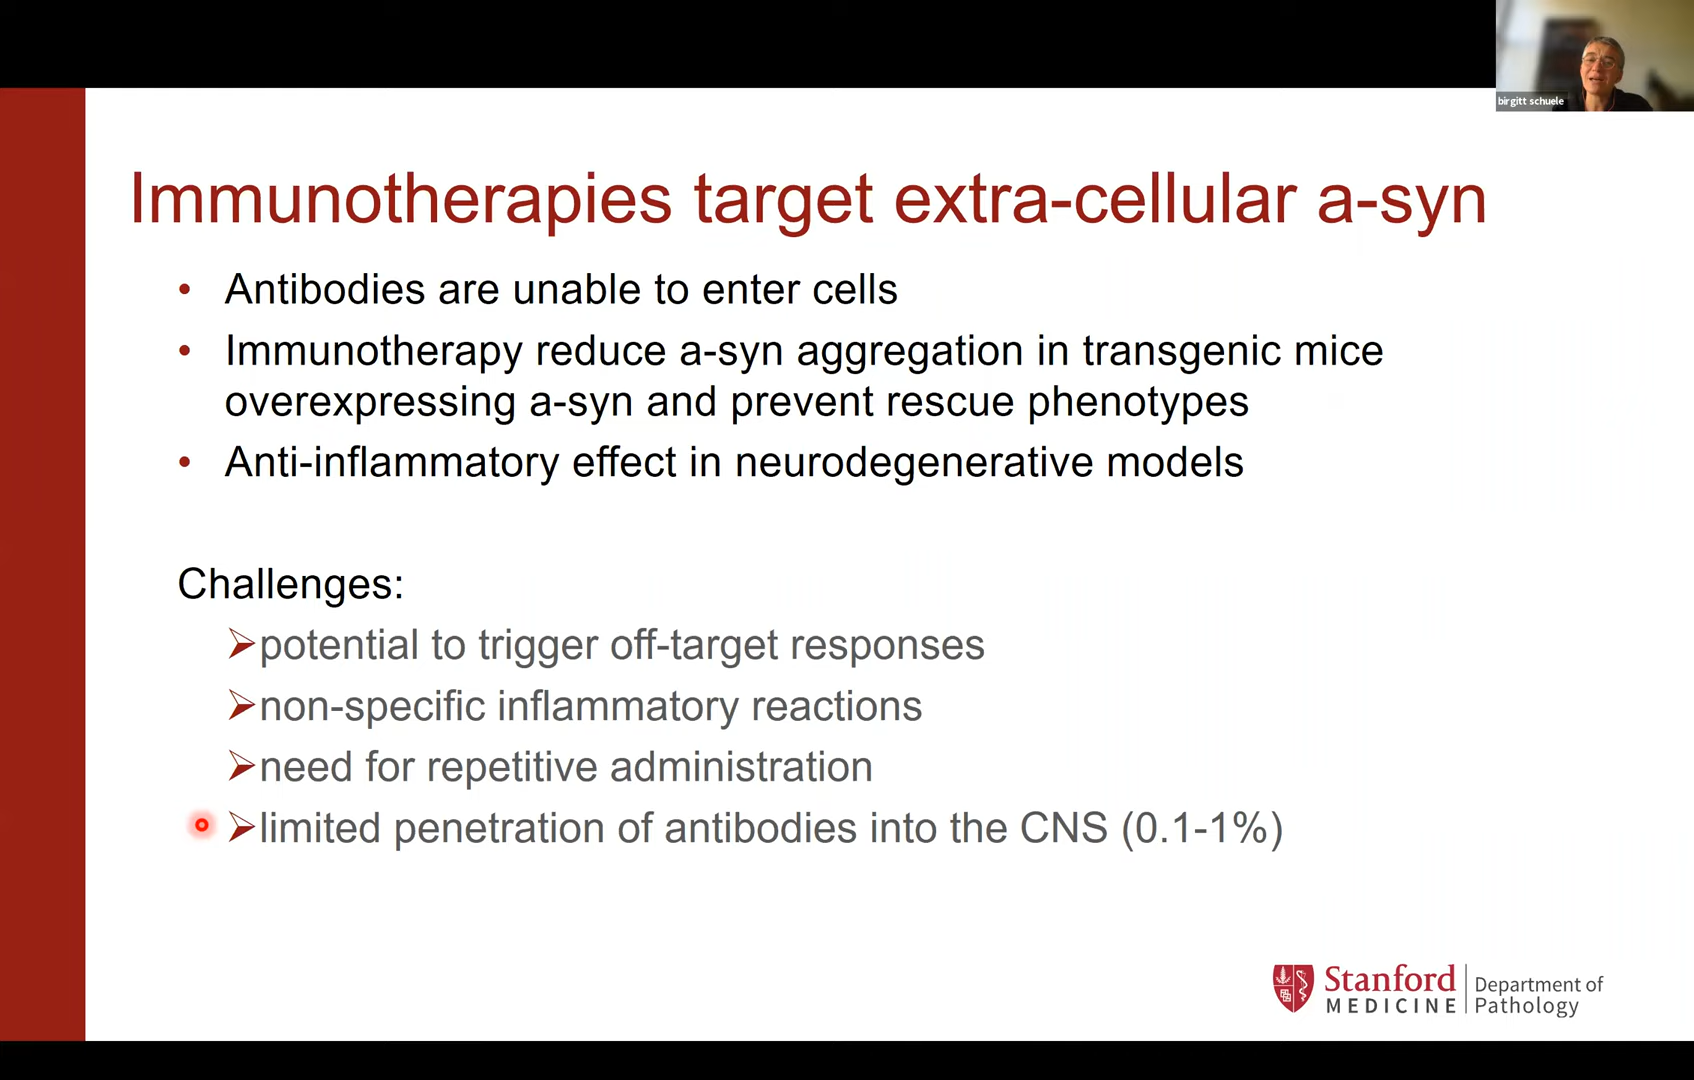 birgitt schuele
Immunotherapies target extra-cellular a-syn
• Antibodies are unable to enter cells
• Immunotherapy reduce a-syn aggregation in transgenic mice
overexpressing a-syn and prevent rescue phenotypes
• Anti-inflammatory effect in neurodegenerative models
Challenges:
➢potential to trigger off-target responses
➢non-specific inflammatory reactions
➢need for repetitive administration
➢limited penetration of antibodies into the CNS (0.1-1%)
Stanford
MEDICINE
Department of
Pathology